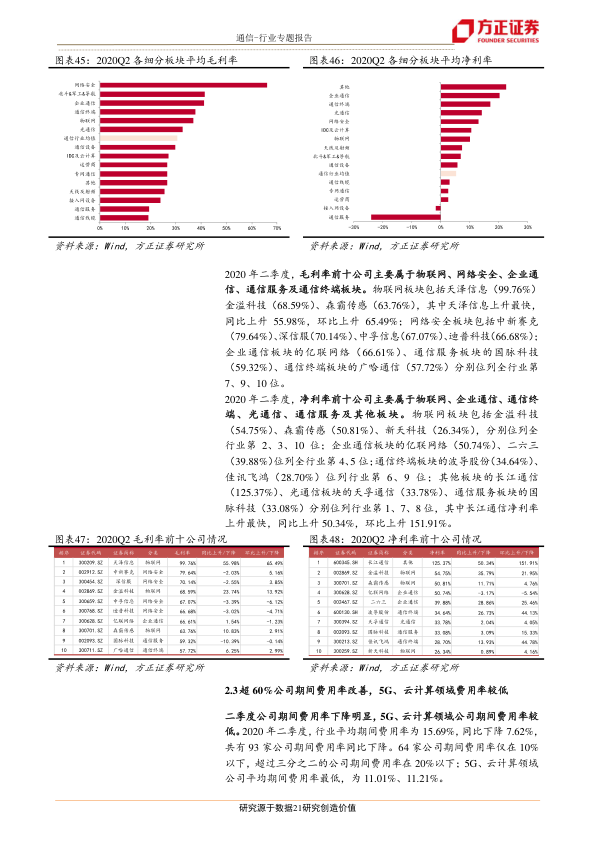 通信-行业专题报告
方正证券
FOUNDER SECURITIES
图表45：2020Q2 各细分板块平均毛利率
网络安全
北斗&军工&导航
企业通信
通信终端
物联网
光通信
通信行业均值
通信设备
IDC及云计算
运营商
专网通信
其他
天线及射频
接入网设备
通信服务
通信线缆
0% 10% 20% 30% 40% 50% 60% 70%
资料来源：Wind，方正证券研究所
图表46：2020Q2 各细分板块平均净利率
其他
企业通信
通信终端
光通信
网络安全
IDC及云计算
物联网
天线及射频
北斗&军工&导航
通信设备
通信行业均值
通信线缆
专网通信
运营商
接入网设备
通信服务
-30% -20% -10% 0% 10% 20% 30%
资料来源：Wind，方正证券研究所
2020 年二季度，毛利率前十公司主要属于物联网、网络安全、企业通
信、通信服务及通信终端板块。物联网板块包括天泽信息（99.76%）
金溢科技（68.59%）、森霸传感（63.76%），其中天泽信息上升最快，
同比上升 55.98%，环比上升 65.49%；网络安全板块包括中新赛克
（79.64%）、深信服（70.14%）、中孚信息（67.07%）、迪普科技（66.68%）；
企业通信板块的亿联网络（66.61%）、通信服务板块的国脉科技
（59.32%）、通信终端板块的广哈通信（57.72%）分别位列全行业第
7、9、10 位。
2020 年二季度，净利率前十公司主要属于物联网、企业通信、通信终
端、光通信、通信服务及其他板块。物联网板块包括金溢科技
（54.75%）、森霸传感（50.81%）、新天科技（26.34%），分别位列全
行业第 2、3、10 位；企业通信板块的亿联网络（50.74%）、二六三
（39.88%）位列全行业第 4、5 位；通信终端板块的波导股份（34.64%）、
佳讯飞鸿（28.70%）位列行业第 6、9 位；其他板块的长江通信
（125.37%）、光通信板块的天孚通信（33.78%）、通信服务板块的国
脉科技（33.08%）分别位列行业第 1、7、8 位，其中长江通信净利率
上升最快，同比上升 50.34%，环比上升 151.91%。
图表47：2020Q2 毛利率前十公司情况
排序 证券代码 证券简称 分类 毛利率 同比上升/下降 环比上升/下降
1 300209.SZ 天泽信息 物联网 99.76% 55.98% 65.49%
2 002912.SZ 中新赛克 网络安全 79.64% -2.03% 5.16%
3 300454.SZ 深信服 网络安全 70.14% -2.55% 3.85%
4 002869.SZ 金溢科技 物联网 68.59% 23.74% 13.92%
5 300659.SZ 中孚信息 网络安全 67.07% -3.39% -6.12%
6 300768.SZ 迪普科技 网络安全 66.68% -3.02% -4.71%
7 300628.SZ 亿联网络 企业通信 66.61% 1.54% -1.23%
8 300701.SZ 森霸传感 物联网 63.76% 10.83% 2.91%
9 002093.SZ 国脉科技 通信服务 59.32% -10.39% -0.14%
10 300711.SZ 广哈通信 通信终端 57.72% 6.25% 2.99%
资料来源：Wind，方正证券研究所
图表48：2020Q2 净利率前十公司情况
排序 证券代码 证券简称 分类 净利率 同比上升/下降 环比上升/下降
1 600345.SH 长江通信 其他 125.37% 50.34% 151.91%
2 002869.SZ 金溢科技 物联网 54.75% 35.79% 21.95%
3 300701.SZ 森霸传感 物联网 50.81% 11.71% 4.76%
4 300628.SZ 亿联网络 企业通信 50.74% -3.17% -5.54%
5 002467.SZ 二六三 企业通信 39.88% 28.86% 25.46%
6 600130.SH 波导股份 通信终端 34.64% 26.73% 44.13%
7 300394.SZ 天孚通信 光通信 33.78% 2.04% 4.05%
8 002093.SZ 国脉科技 通信服务 33.08% 3.09% 15.33%
9 300213.SZ 佳讯飞鸿 通信终端 28.70% 13.93% 44.78%
10 300259.SZ 新天科技 物联网 26.34% 0.89% 4.16%
资料来源：Wind，方正证券研究所
2.3 超 60%公司期间费用率改善，5G、云计算领域费用率较低
二季度公司期间费用率下降明显，5G、云计算领域公司期间费用率较
低。2020 年二季度，行业平均期间费用率为 15.69%，同比下降 7.62%，
共有 93 家公司期间费用率同比下降。64 家公司期间费用率仅在 10%
以下，超过三分之二的公司期间费用率在 20%以下；5G、云计算领域
公司平均期间费用率最低，为 11.01%、11.21%。
研究源于数据21研究创造价值